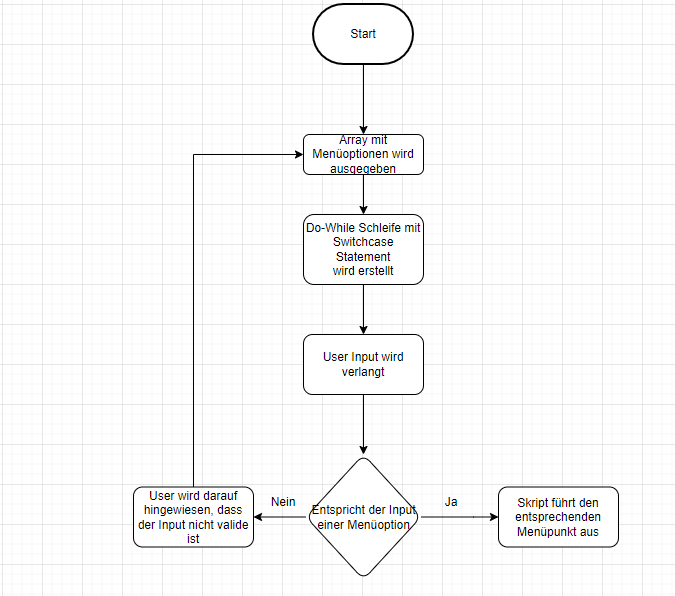 Start
Array mit
Menüoptionen wird
ausgegeben
Do-While Schleife mit
Switchcase
Statement
wird erstellt
User Input wird
verlangt
Entspricht der Input
einer Menüoption
Nein
Ja
User wird darauf
hingewiesen, dass
der Input nicht valide
ist
Skript führt den
entsprechenden
Menüpunkt aus